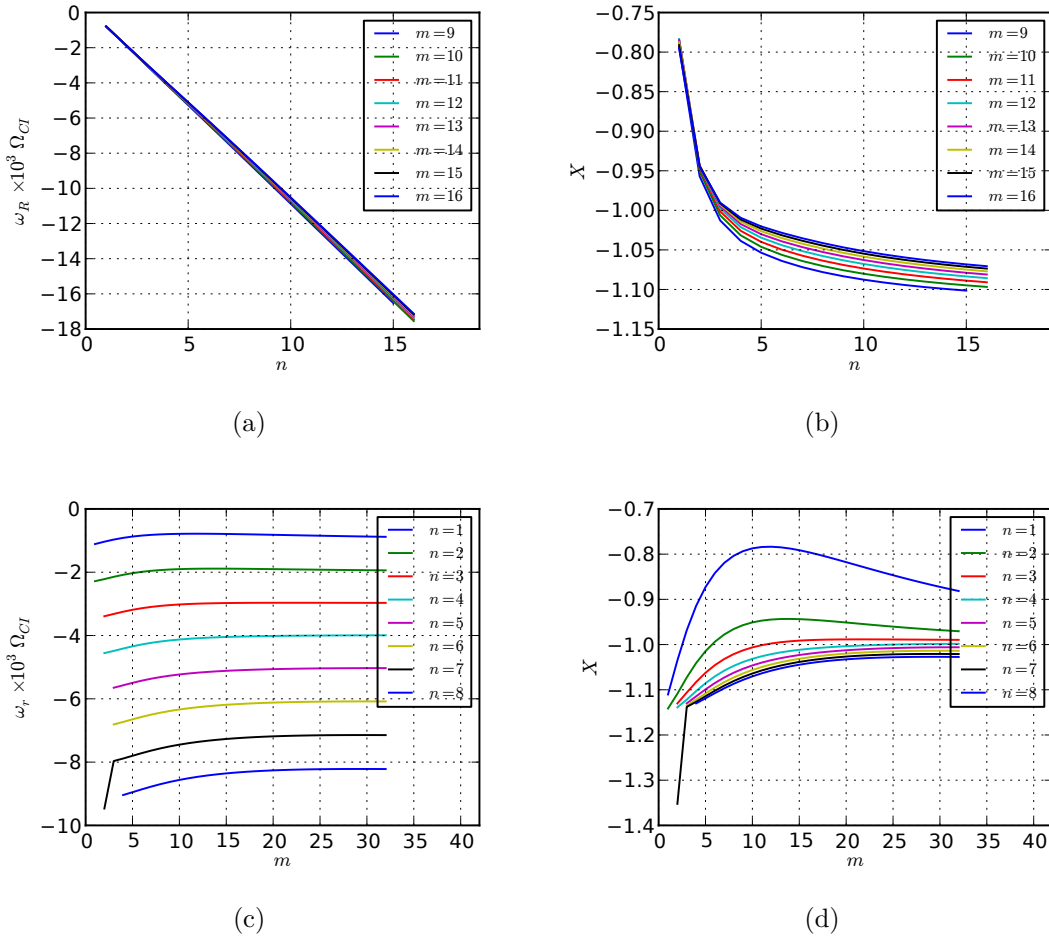 0
−2
−4
−6
−8
−10
−12
−14
−16
−18
0
5
10
15
n
ω_R ×10³ Ω_CI
m=9
m=10
m=11
m=12
m=13
m=14
m=15
m=16
(a)
−0.75
−0.80
−0.85
−0.90
−0.95
−1.00
−1.05
−1.10
−1.15
0
5
10
15
n
X
m=9
m=10
m=11
m=12
m=13
m=14
m=15
m=16
(b)
0
−2
−4
−6
−8
−10
0
5
10
15
20
25
30
35
40
m
ω_r ×10³ Ω_CI
n=1
n=2
n=3
n=4
n=5
n=6
n=7
n=8
(c)
−0.7
−0.8
−0.9
−1.0
−1.1
−1.2
−1.3
−1.4
0
5
10
15
20
25
30
35
40
m
X
n=1
n=2
n=3
n=4
n=5
n=6
n=7
n=8
(d)